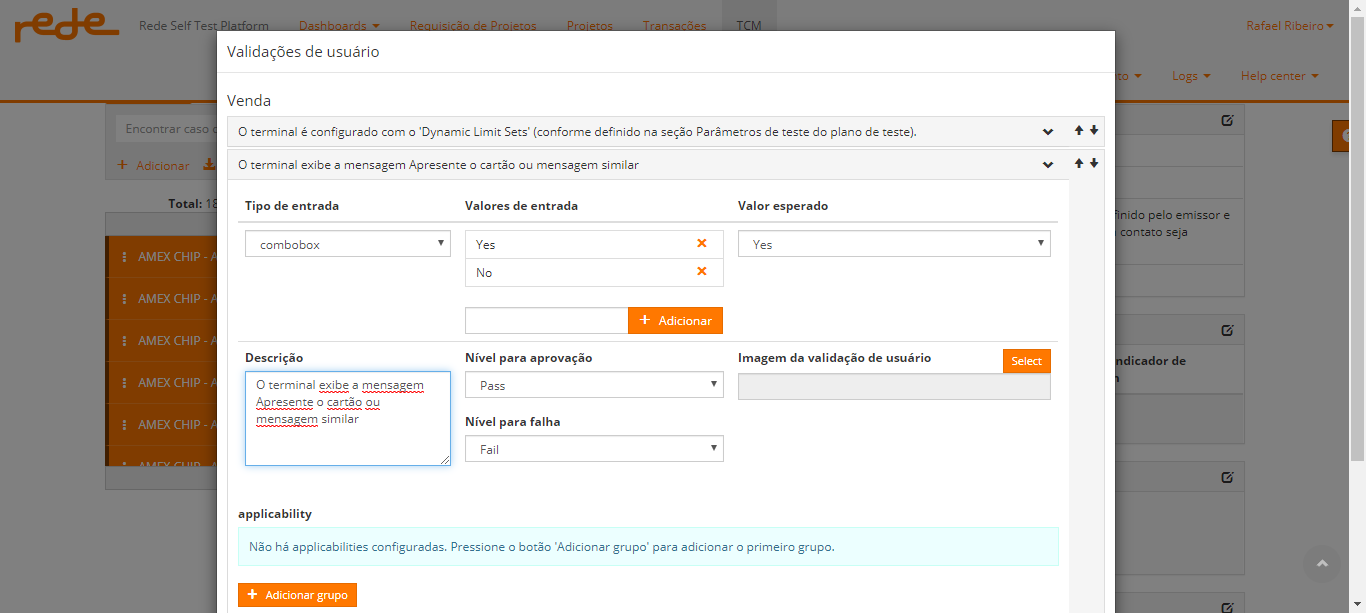 rede Rede Self Test Platform Dashboards Requisição de Projetos Projetos Transações TCM Rafael Ribeiro
Logs Help center
Validações de usuário
Venda
O terminal é configurado com o 'Dynamic Limit Sets' (conforme definido na seção Parâmetros de teste do plano de teste).
O terminal exibe a mensagem Apresente o cartão ou mensagem similar
Encontrar caso
+ Adicionar
Total: 18
AMEX CHIP - A
AMEX CHIP - A
AMEX CHIP - A
AMEX CHIP - A
AMEX CHIP - A
AMEX CHIP - A
Tipo de entrada Valores de entrada Valor esperado
combobox Yes Yes
No
+ Adicionar
Descrição Nível para aprovação Imagem da validação de usuário Select
O terminal exibe a mensagem
Apresente o cartão ou
mensagem similar
Pass
Nível para falha
Fail
applicability
Não há applicabilities configuradas. Pressione o botão 'Adicionar grupo' para adicionar o primeiro grupo.
+ Adicionar grupo
pelo emissor e
contato seja
de